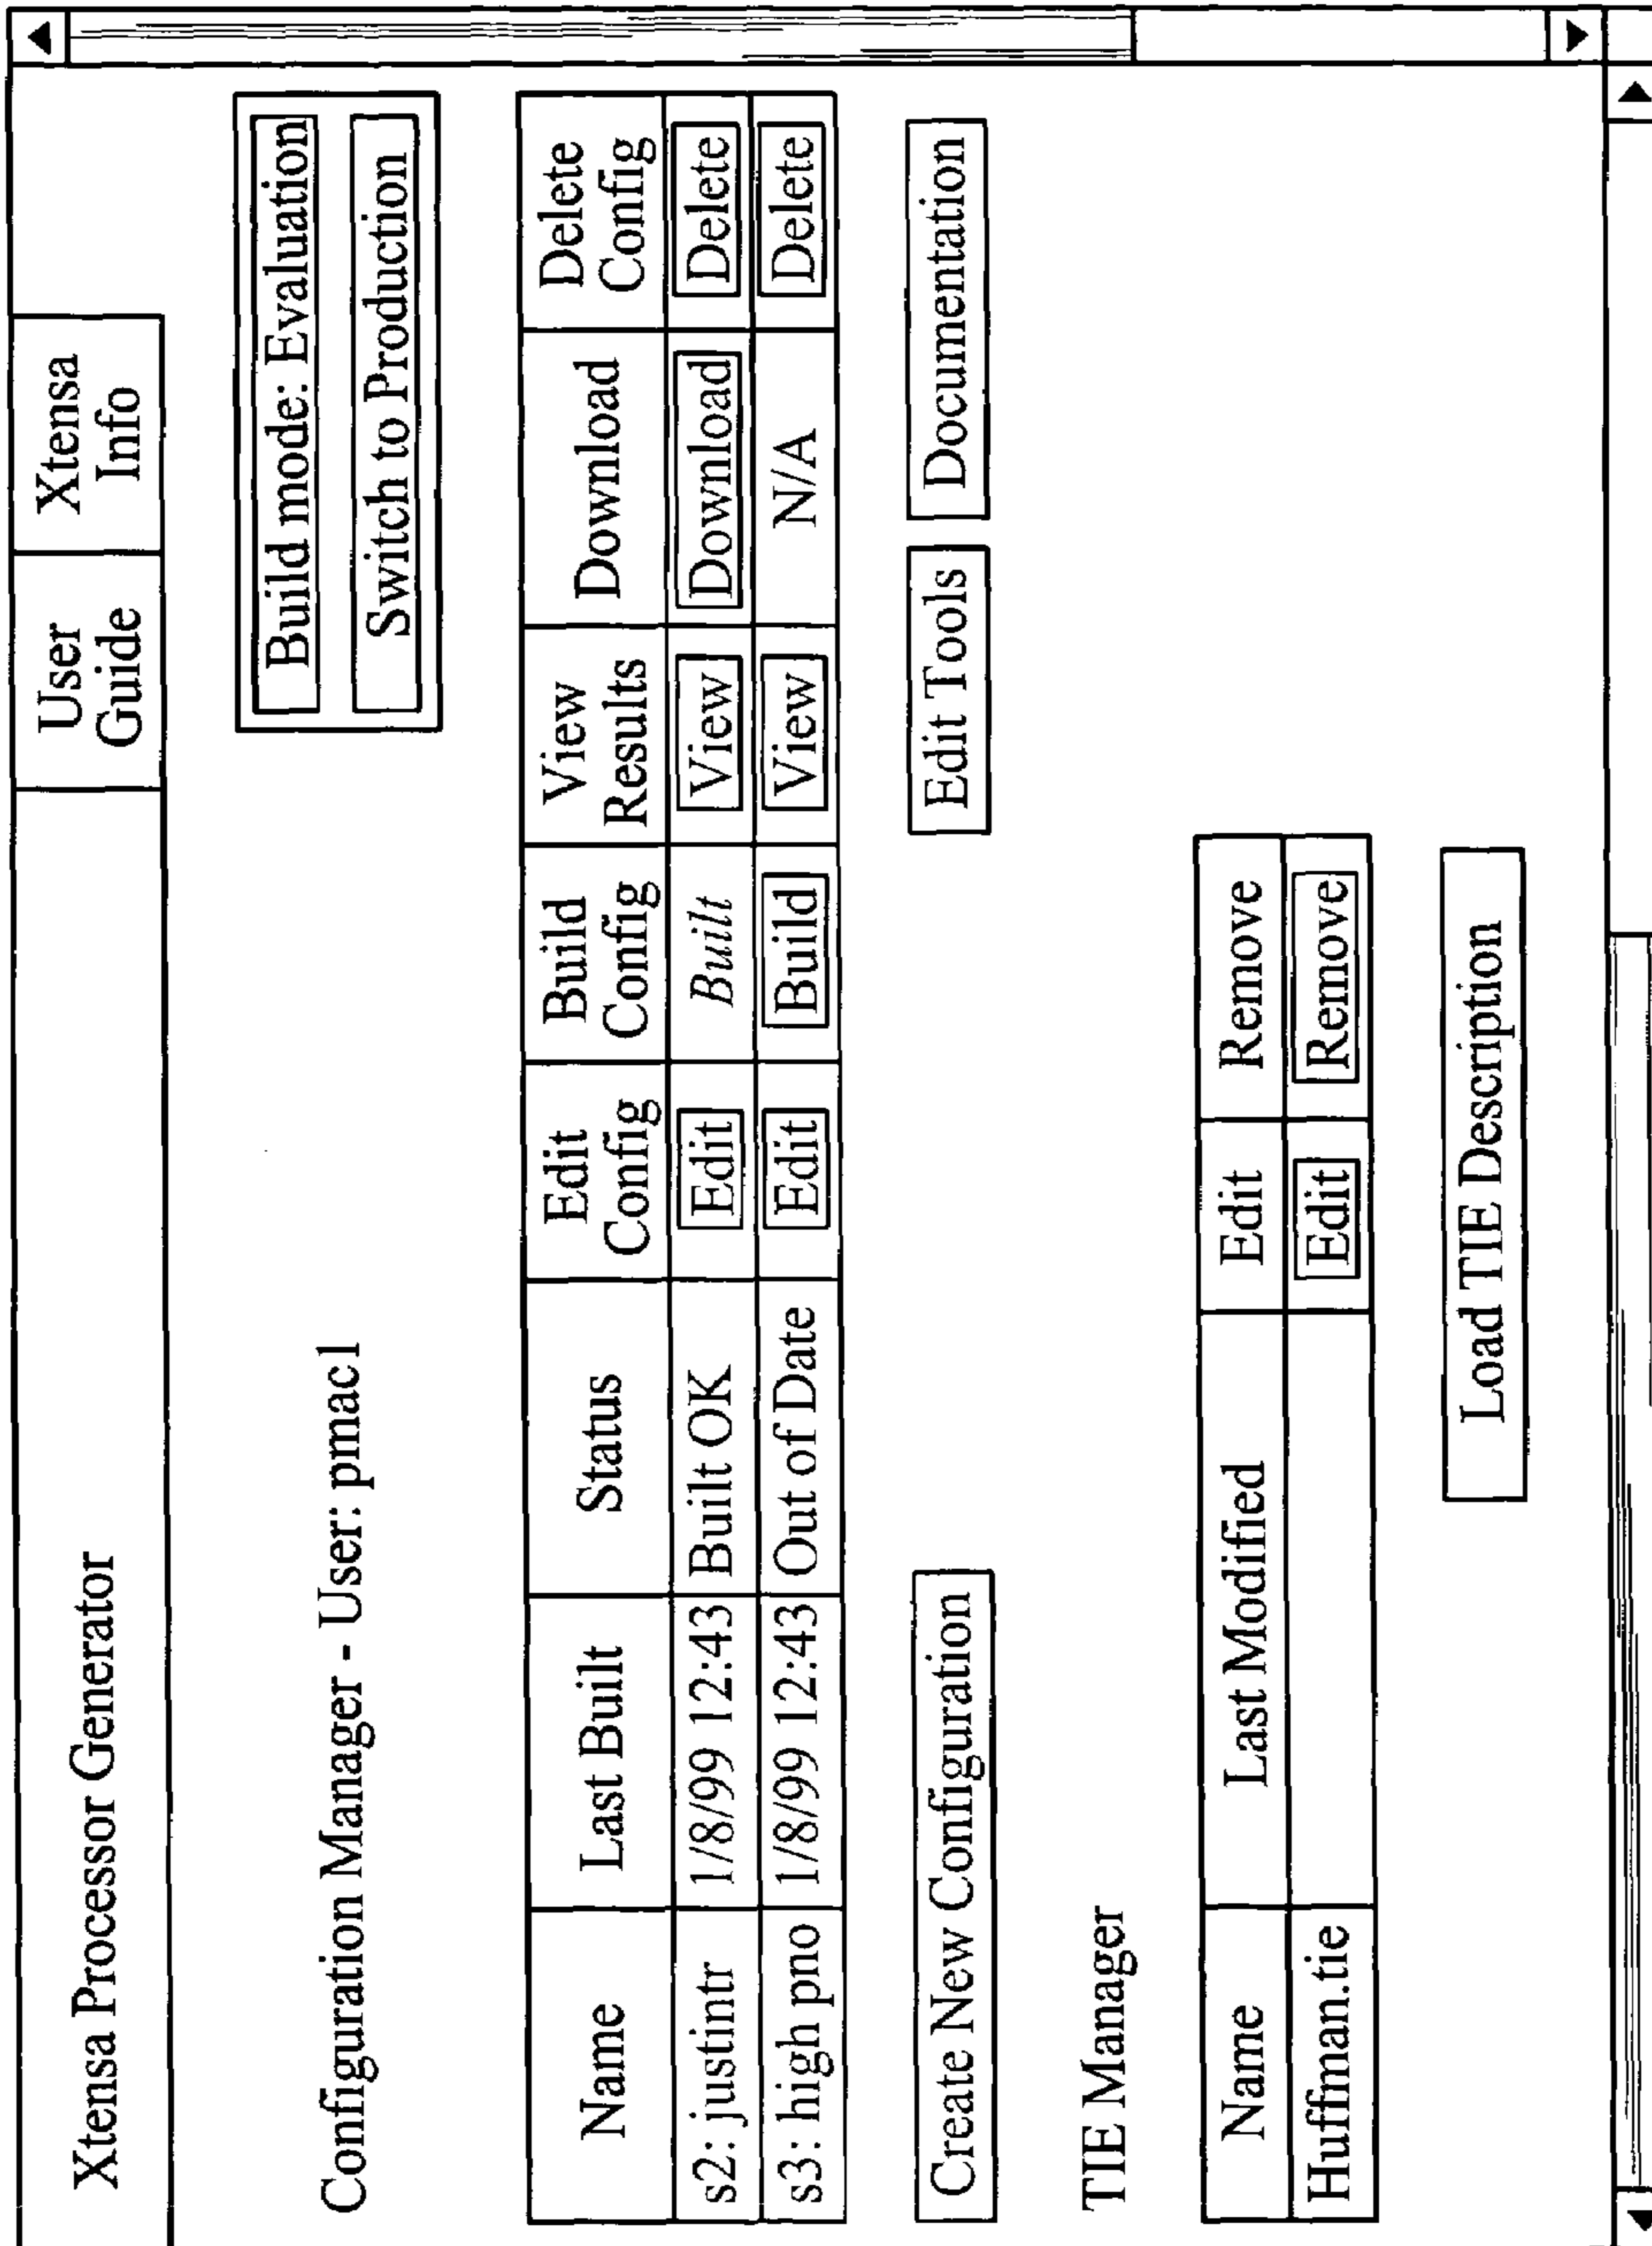 Xtensa Processor Generator
User Guide
Xtensa Info
Build mode: Evaluation
Switch to Production
Configuration Manager - User: pmac1
Name Last Built Status Edit Config Build Config View Results Download Delete Config
s2: justintr 1/8/99 12:43 Built OK Edit Built View Download Delete
s3: high pno 1/8/99 12:43 Out of Date Edit Build View N/A Delete
Create New Configuration Edit Tools Documentation
TIE Manager
Name Last Modified Edit Remove
Huffman.tie Edit Remove
Load TIE Description